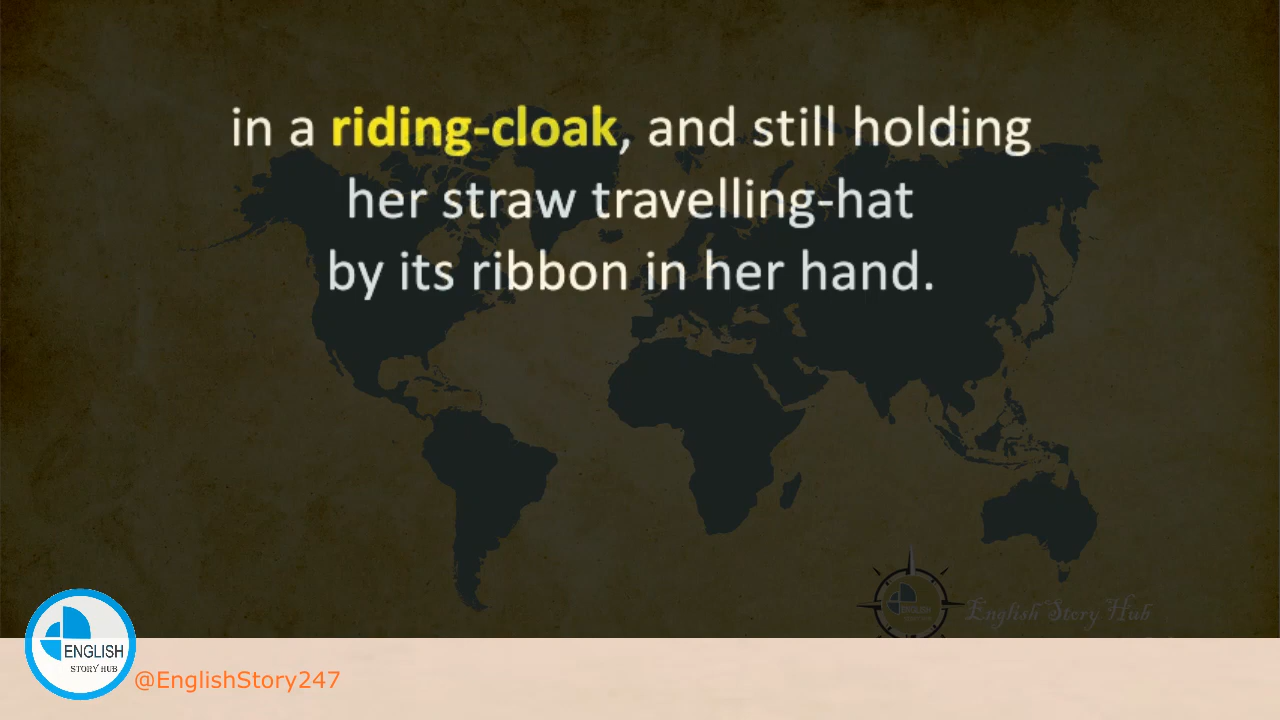 in a riding-cloak, and still holding
her straw travelling-hat
by its ribbon in her hand.
English Story Hub
ENGLISH
ENGLISH
STORY HUB
@EnglishStory247